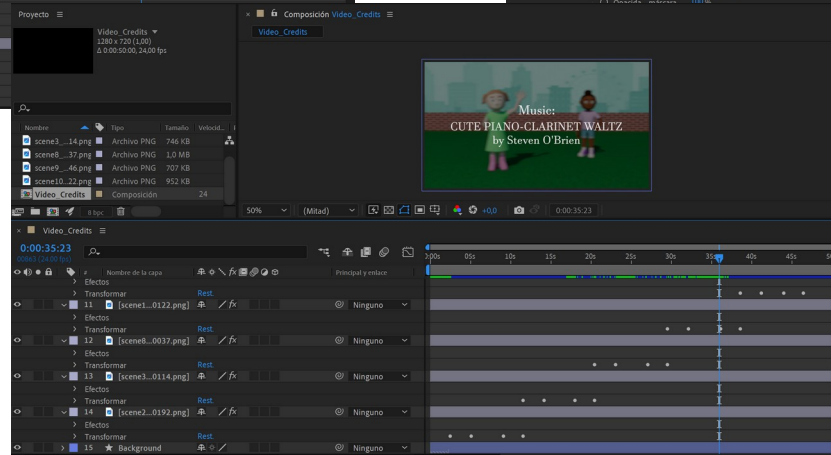 Opacida máscara 100%
Proyecto
Video_Credits
1280 x 720 (1,00)
Δ 0:00:50:00, 24,00 fps
Nombre Tipo Tamaño Velocid...
scene3_...14.png Archivo PNG 746 KB
scene8_...37.png Archivo PNG 1,0 MB
scene9_...46.png Archivo PNG 707 KB
scene10...22.png Archivo PNG 952 KB
Video_Credits Composición 24
8 bpc
Composición Video_Credits
Video_Credits
Music:
CUTE PIANO-CLARINET WALTZ
by Steven O'Brien
50% (Mitad) +0,0 0:00:35:23
Video_Credits
0:00:35:23
00863 (24.00 fps)
Nombre de la capa Principal y enlace
00s 05s 10s 15s 20s 25s 30s 35s 40s 45s
Efectos
Transformar Rest.
11 [scene1...0122.png] Ninguno
Efectos
Transformar Rest.
12 [scene8...0037.png] Ninguno
Efectos
Transformar Rest.
13 [scene3...0114.png] Ninguno
Efectos
Transformar Rest.
14 [scene2...0192.png] Ninguno
Efectos
Transformar Rest.
15 Background Ninguno